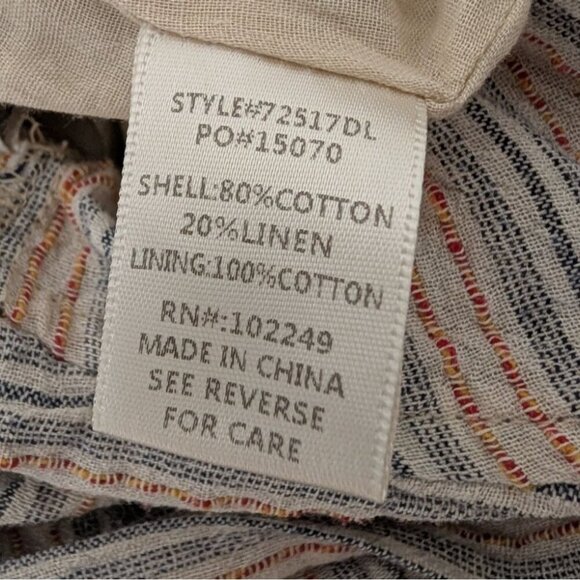 STYLE#72517DL
PO#15070
SHELL:80%COTTON
20%LINEN
LINING:100%COTTON
RN#:102249
MADE IN CHINA
SEE REVERSE
FOR CARE